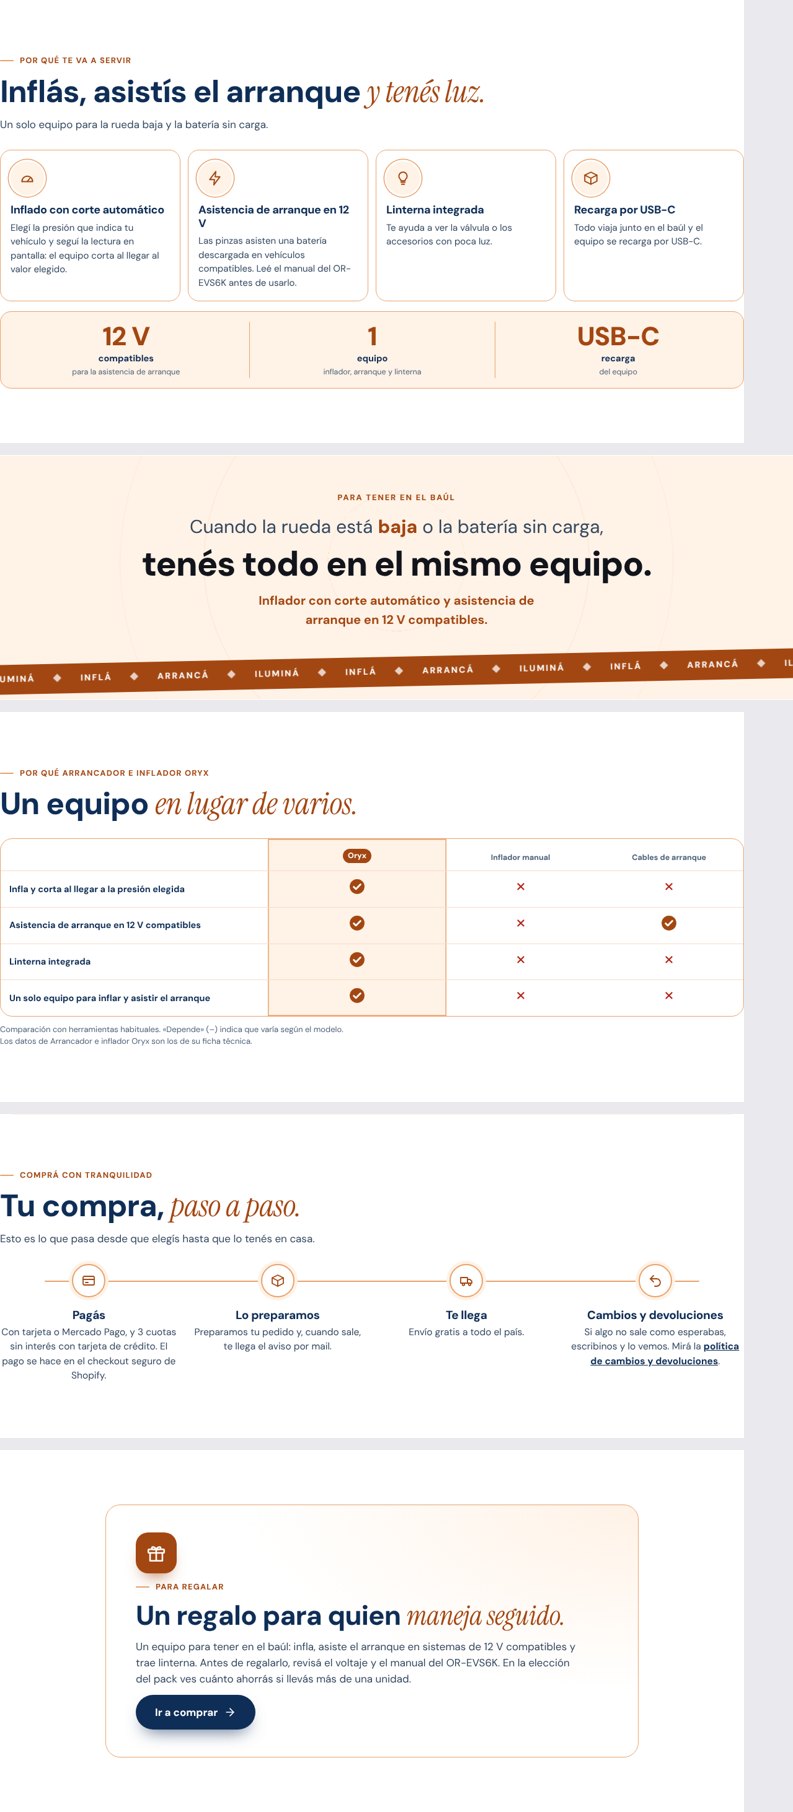 POR QUÉ TE VA A SERVIR
Inflás, asistís el arranque y tenés luz.
Un solo equipo para la rueda baja y la batería sin carga.
Inflado con corte automático
Elegí la presión que indica tu
vehículo y seguí la lectura en
pantalla: el equipo corta al llegar al
valor elegido.
Asistencia de arranque en 12
V
Las pinzas asisten una batería
descargada en vehículos
compatibles. Leé el manual del OR-
EVS6K antes de usarlo.
Linterna integrada
Te ayuda a ver la válvula o los
accesorios con poca luz.
Recarga por USB-C
Todo viaja junto en el baúl y el
equipo se recarga por USB-C.
12 V
compatibles
para la asistencia de arranque
1
equipo
inflador, arranque y linterna
USB-C
recarga
del equipo
PARA TENER EN EL BAÚL
Cuando la rueda está baja o la batería sin carga,
tenés todo en el mismo equipo.
Inflador con corte automático y asistencia de
arranque en 12 V compatibles.
UMINÁ ◆ INFLÁ ◆ ARRANCÁ ◆ ILUMINÁ ◆ INFLÁ ◆ ARRANCÁ ◆ ILUMINÁ ◆ INFLÁ ◆ ARRANCÁ ◆ IL
POR QUÉ ARRANCADOR E INFLADOR ORYX
Un equipo en lugar de varios.
Oryx Inflador manual Cables de arranque
Infla y corta al llegar a la presión elegida
Asistencia de arranque en 12 V compatibles
Linterna integrada
Un solo equipo para inflar y asistir el arranque
Comparación con herramientas habituales. «Depende» (–) indica que varía según el modelo.
Los datos de Arrancador e inflador Oryx son los de su ficha técnica.
COMPRÁ CON TRANQUILIDAD
Tu compra, paso a paso.
Esto es lo que pasa desde que elegís hasta que lo tenés en casa.
Pagás
Con tarjeta o Mercado Pago, y 3 cuotas
sin interés con tarjeta de crédito. El
pago se hace en el checkout seguro de
Shopify.
Lo preparamos
Preparamos tu pedido y, cuando sale,
te llega el aviso por mail.
Te llega
Envío gratis a todo el país.
Cambios y devoluciones
Si algo no sale como esperabas,
escribinos y lo vemos. Mirá la política
de cambios y devoluciones.
PARA REGALAR
Un regalo para quien maneja seguido.
Un equipo para tener en el baúl: infla, asiste el arranque en sistemas de 12 V compatibles y
trae linterna. Antes de regalarlo, revisá el voltaje y el manual del OR-EVS6K. En la elección
del pack ves cuánto ahorrás si llevás más de una unidad.
Ir a comprar →